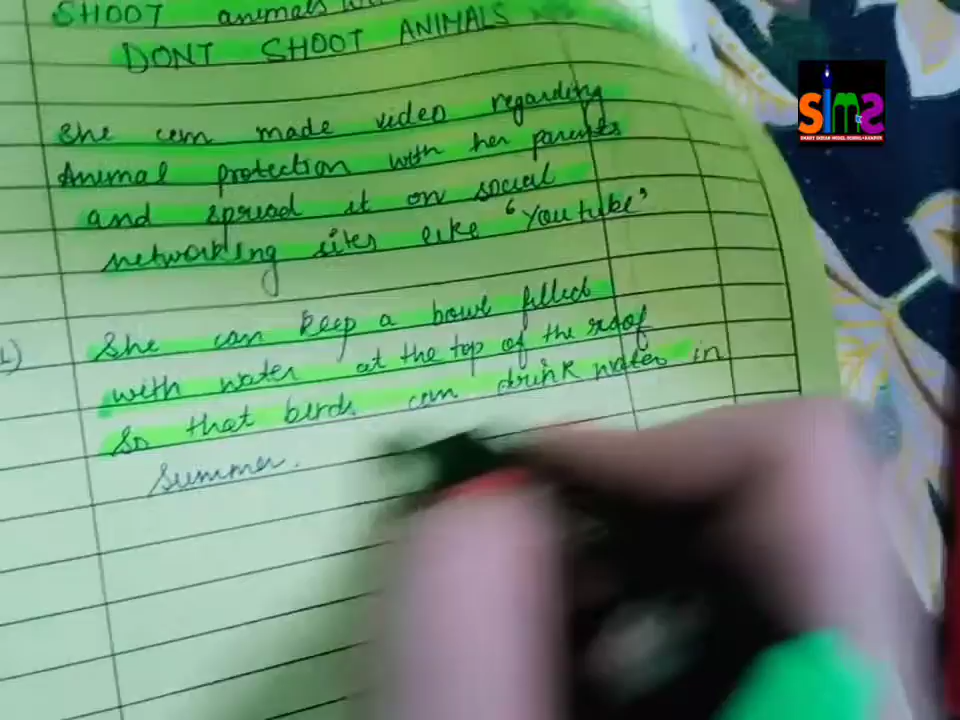 SHOOT animals
DONT SHOOT ANIMALS
She cem made video regarding
Animal protection with her parents
and spread it on social
networking sites like "Youtube"
She can keep a bowl filled
with water at the top of the roof
So that birds can drink water in
summer.
SIMS